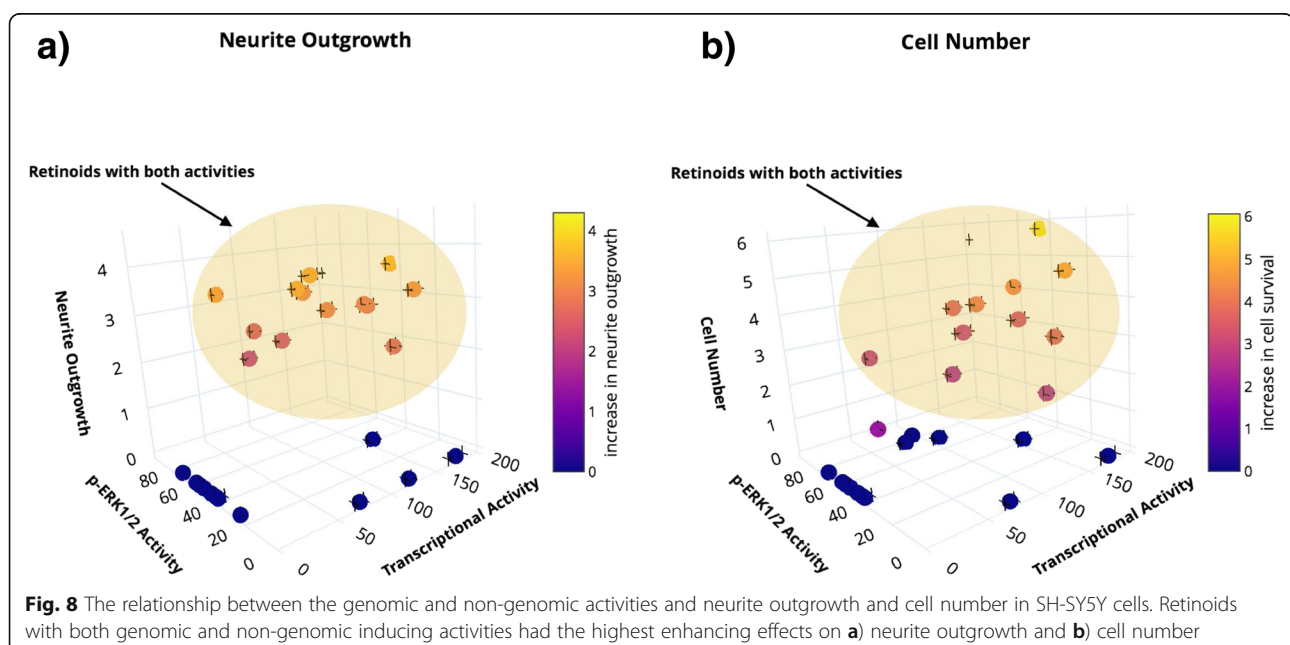 a)
Neurite Outgrowth
Retinoids with both activities
Neurite Outgrowth
4
3
2
1
0
p-ERK1/2 Activity
80
60
40
20
0
Transcriptional Activity
0
50
100
150
200
increase in neurite outgrowth
4
3
2
1
0
b)
Cell Number
Retinoids with both activities
Cell Number
6
5
4
3
2
1
0
p-ERK1/2 Activity
80
60
40
20
0
Transcriptional Activity
0
50
100
150
200
increase in cell survival
6
5
4
3
2
1
0
Fig. 8 The relationship between the genomic and non-genomic activities and neurite outgrowth and cell number in SH-SY5Y cells. Retinoids
with both genomic and non-genomic inducing activities had the highest enhancing effects on a) neurite outgrowth and b) cell number